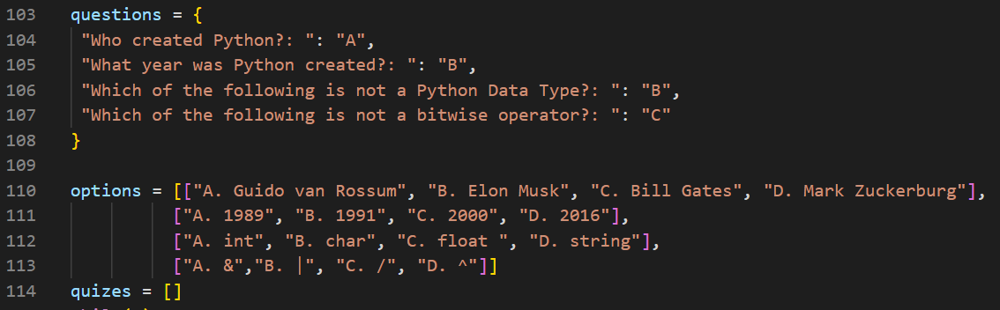 103 questions = {
104 "Who created Python?: ": "A",
105 "What year was Python created?: ": "B",
106 "Which of the following is not a Python Data Type?: ": "B",
107 "Which of the following is not a bitwise operator?: ": "C"
108 }
109
110 options = [["A. Guido van Rossum", "B. Elon Musk", "C. Bill Gates", "D. Mark Zuckerburg"],
111 ["A. 1989", "B. 1991", "C. 2000", "D. 2016"],
112 ["A. int", "B. char", "C. float ", "D. string"],
113 ["A. &","B. |", "C. /", "D. ^"]]
114 quizes = []